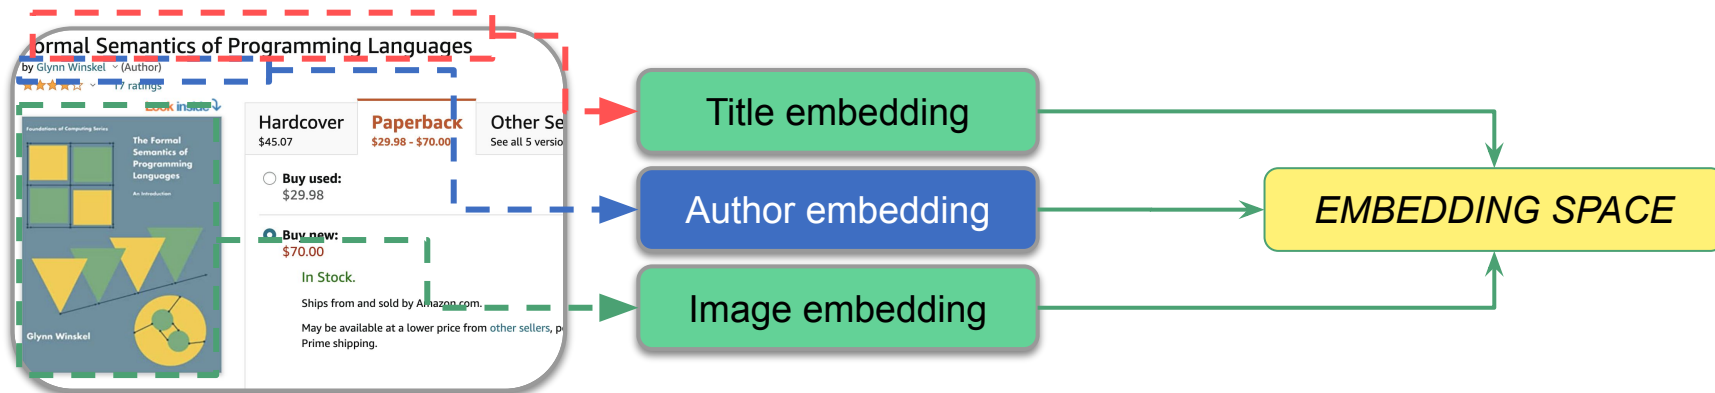 ormal Semantics of Programming Languages
by Glynn Winskel (Author)
17 ratings
Look inside
Foundations of Computing Series
The Formal
Semantics of
Programming
Languages
An Introduction
Glynn Winskel
Hardcover
$45.07
Paperback
$29.98 - $70.00
Other Se
See all 5 versio
Buy used:
$29.98
Buy new:
$70.00
In Stock.
Ships from and sold by Amazon.com.
May be available at a lower price from other sellers, p
Prime shipping.
Title embedding
Author embedding
Image embedding
EMBEDDING SPACE